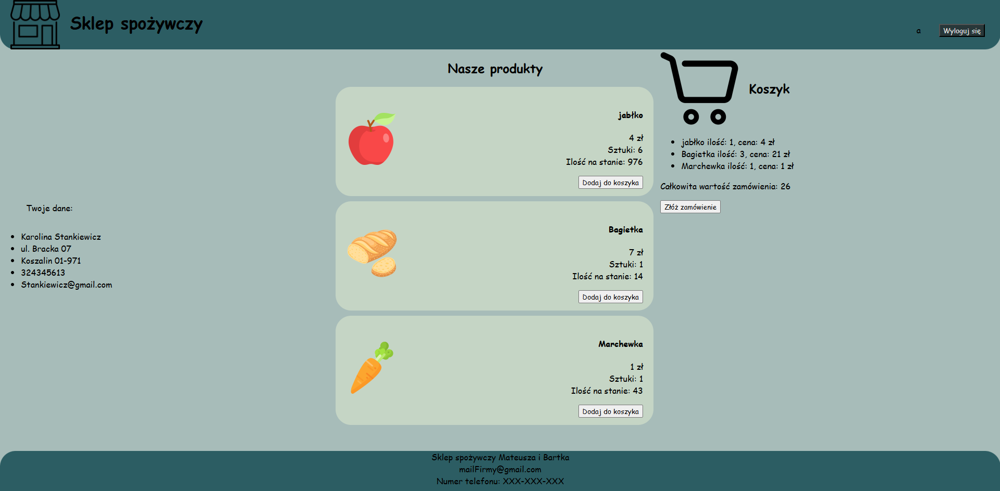 Sklep spożywczy
a
Wyloguj się
Twoje dane:
Karolina Stankiewicz
ul. Bracka 07
Koszalin 01-971
324345613
Stankiewicz@gmail.com
Nasze produkty
jabłko
4 zł
Sztuki: 6
Ilość na stanie: 976
Dodaj do koszyka
Bagietka
7 zł
Sztuki: 1
Ilość na stanie: 14
Dodaj do koszyka
Marchewka
1 zł
Sztuki: 1
Ilość na stanie: 43
Dodaj do koszyka
Koszyk
jabłko ilość: 1, cena: 4 zł
Bagietka ilość: 3, cena: 21 zł
Marchewka ilość: 1, cena: 1 zł
Całkowita wartość zamówienia: 26
Złóż zamówienie
Sklep spożywczy Mateusza i Bartka
mailFirmy@gmail.com
Numer telefonu: XXX-XXX-XXX